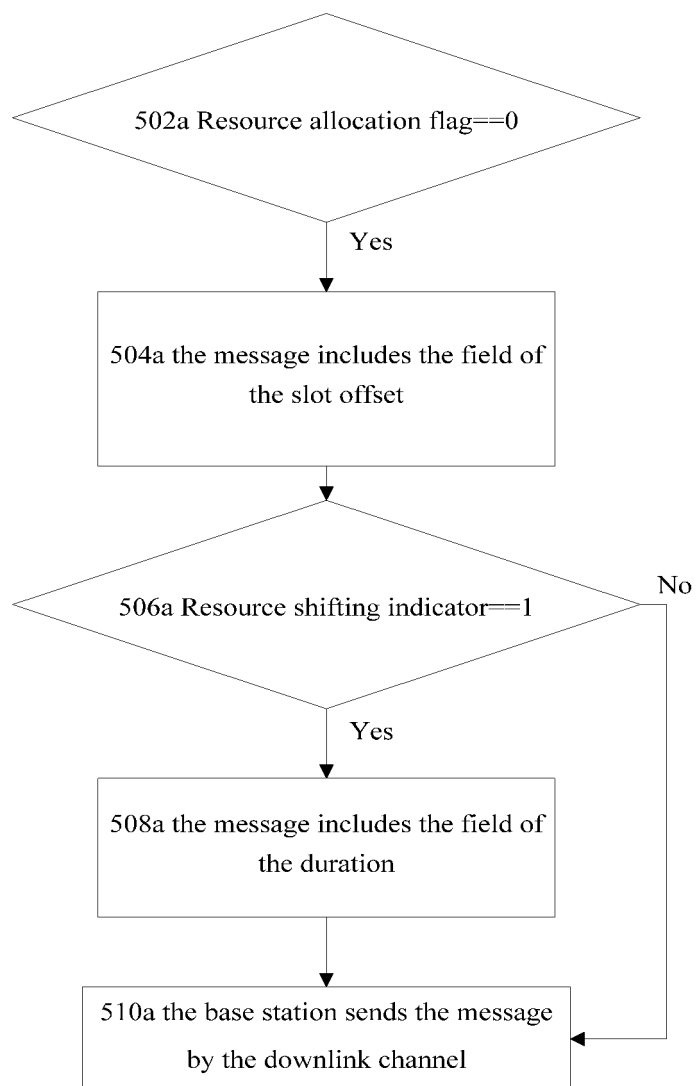 502a Resource allocation flag==0
Yes
504a the message includes the field of
the slot offset
506a Resource shifting indicator==1
No
Yes
508a the message includes the field of
the duration
510a the base station sends the message
by the downlink channel